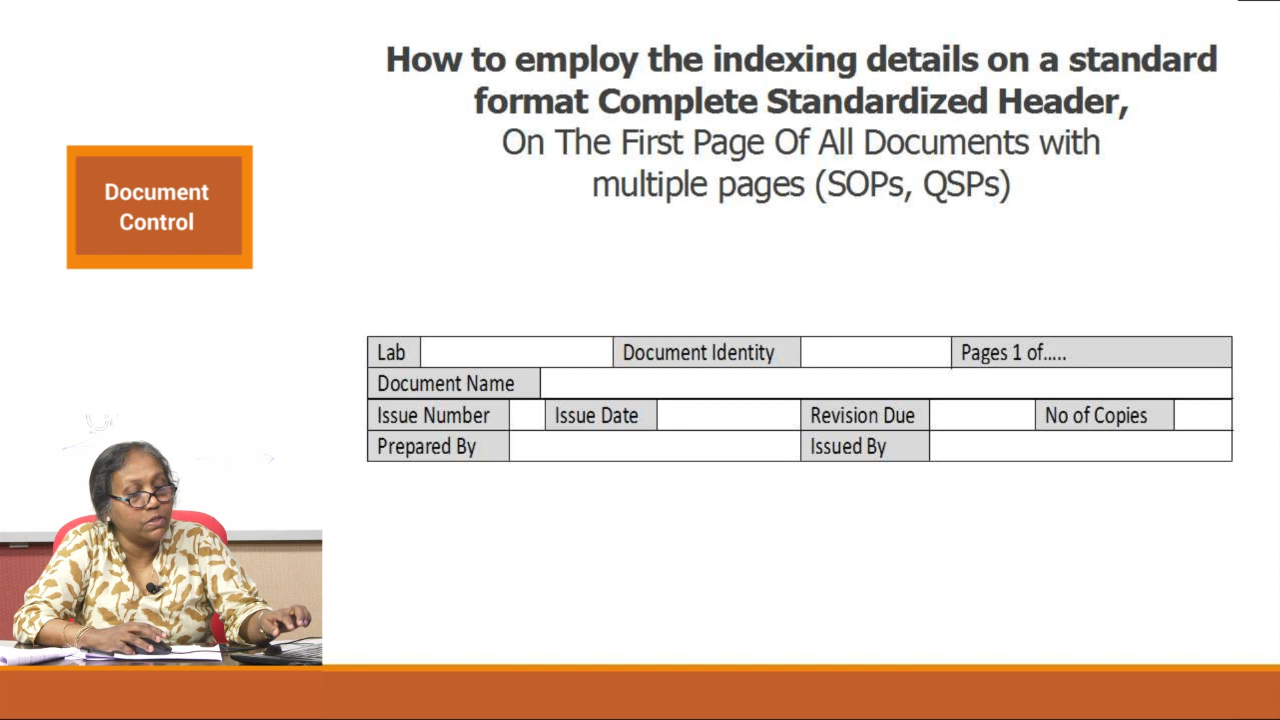 How to employ the indexing details on a standard
format Complete Standardized Header,
On The First Page Of All Documents with
multiple pages (SOPs, QSPs)
Document
Control
Lab Document Identity Pages 1 of.....
Document Name
Issue Number Issue Date Revision Due No of Copies
Prepared By Issued By